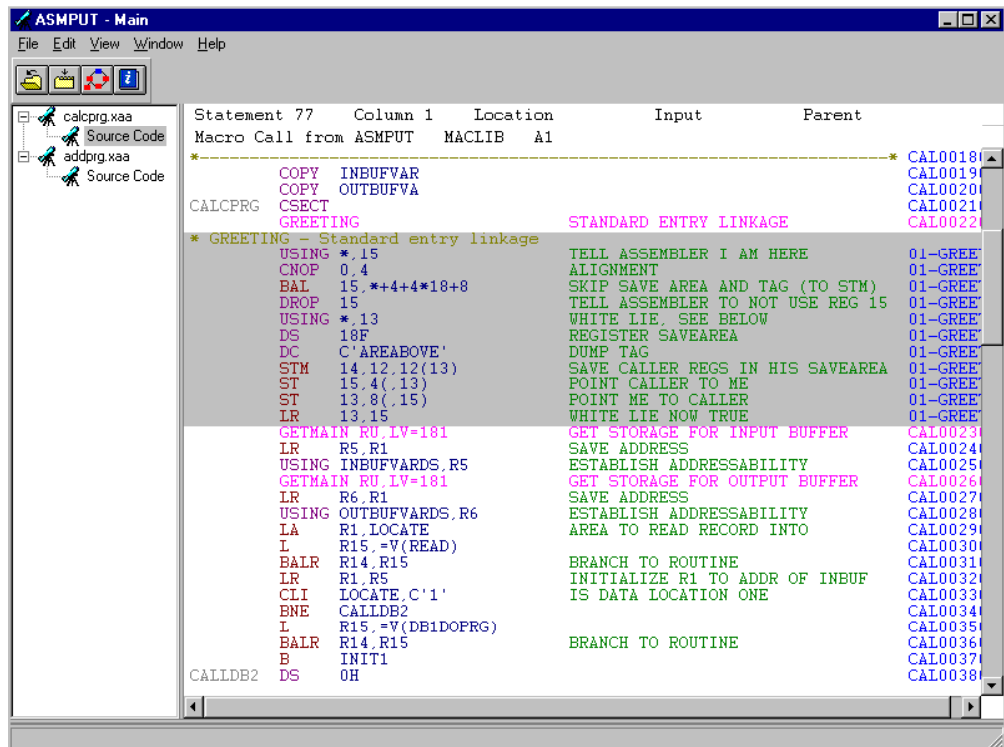 ASMPUT - Main
File Edit View Window Help
calcprg.xaa
Source Code
addprg.xaa
Source Code
Statement 77 Column 1 Location Input Parent
Macro Call from ASMPUT MACLIB A1
*--------------------------------------------------------------------* CAL0018
COPY INBUFVAR CAL0019
COPY OUTBUFVA CAL0020
CALCPRG CSECT CAL0021
GREETING STANDARD ENTRY LINKAGE CAL0022
* GREETING - Standard entry linkage
USING *,15 TELL ASSEMBLER I AM HERE 01-GREE
CNOP 0,4 ALIGNMENT 01-GREE
BAL 15,*+4+4*18+8 SKIP SAVE AREA AND TAG (TO STM) 01-GREE
DROP 15 TELL ASSEMBLER TO NOT USE REG 15 01-GREE
USING *,13 WHITE LIE, SEE BELOW 01-GREE
DS 18F REGISTER SAVEAREA 01-GREE
DC C'AREABOVE' DUMP TAG 01-GREE
STM 14,12,12(13) SAVE CALLER REGS IN HIS SAVEAREA 01-GREE
ST 15,4(,13) POINT CALLER TO ME 01-GREE
ST 13,8(,15) POINT ME TO CALLER 01-GREE
LR 13,15 WHITE LIE NOW TRUE 01-GREE
GETMAIN RU,LV=181 GET STORAGE FOR INPUT BUFFER CAL0023
LR R5,R1 SAVE ADDRESS CAL0024
USING INBUFVARDS,R5 ESTABLISH ADDRESSABILITY CAL0025
GETMAIN RU,LV=181 GET STORAGE FOR OUTPUT BUFFER CAL0026
LR R6,R1 SAVE ADDRESS CAL0027
USING OUTBUFVARDS,R6 ESTABLISH ADDRESSABILITY CAL0028
LA R1,LOCATE AREA TO READ RECORD INTO CAL0029
L R15,=V(READ) CAL0030
BALR R14,R15 BRANCH TO ROUTINE CAL0031
LR R1,R5 INITIALIZE R1 TO ADDR OF INBUF CAL0032
CLI LOCATE,C'1' IS DATA LOCATION ONE CAL0033
BNE CALLDB2 CAL0034
L R15,=V(DB1DOPRG) CAL0035
BALR R14,R15 BRANCH TO ROUTINE CAL0036
B INIT1 CAL0037
CALLDB2 DS 0H CAL0038